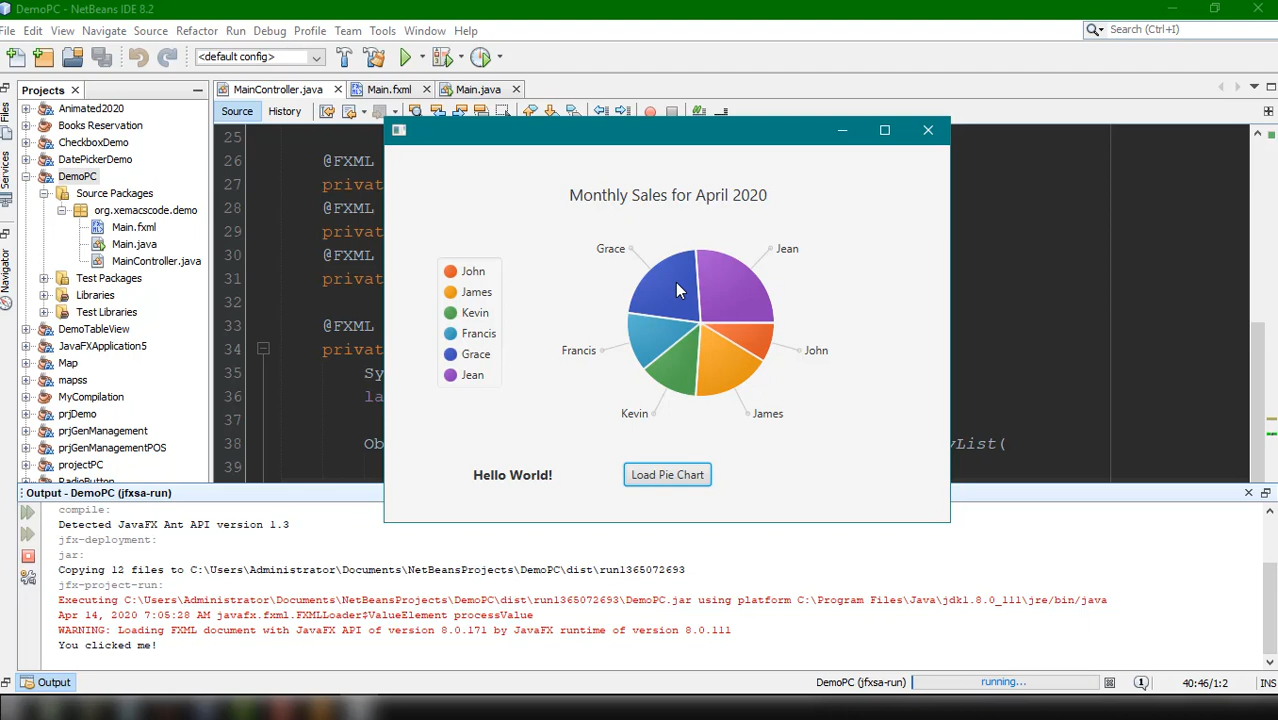 DemoPC - NetBeans IDE 8.2
File Edit View Navigate Source Refactor Run Debug Profile Team Tools Window Help
Search (Ctrl+I)
<default config>
Projects
MainController.java
Main.fxml
Main.java
Source History
Files
Services
Navigator
Animated2020
Books Reservation
CheckboxDemo
DatePickerDemo
DemoPC
Source Packages
org.xemacscode.demo
Main.fxml
Main.java
MainController.java
Test Packages
Libraries
Test Libraries
DemoTableView
JavaFXApplication5
Map
mapss
MyCompilation
prjDemo
prjGenManagement
prjGenManagementPOS
projectPC
RadioButton
25
26 @FXML
27 private
28 @FXML
29 private
30 @FXML
31 private
32
33 @FXML
34 private
35 Sy
36 la
37
38 Ob yList(
39
Monthly Sales for April 2020
Grace
Jean
Francis
John
Kevin
James
John
James
Kevin
Francis
Grace
Jean
Hello World!
Load Pie Chart
Output - DemoPC (jfxsa-run)
compile:
Detected JavaFX Ant API version 1.3
jfx-deployment:
jar:
Copying 12 files to C:\Users\Administrator\Documents\NetBeansProjects\DemoPC\dist\run1365072693
jfx-project-run:
Executing C:\Users\Administrator\Documents\NetBeansProjects\DemoPC\dist\run1365072693\DemoPC.jar using platform C:\Program Files\Java\jdk1.8.0_111\jre/bin/java
Apr 14, 2020 7:05:28 AM javafx.fxml.FXMLLoader$ValueElement processValue
WARNING: Loading FXML document with JavaFX API of version 8.0.171 by JavaFX runtime of version 8.0.111
You clicked me!
Output
DemoPC (jfxsa-run)
running...
1
40:46/1:2
INS